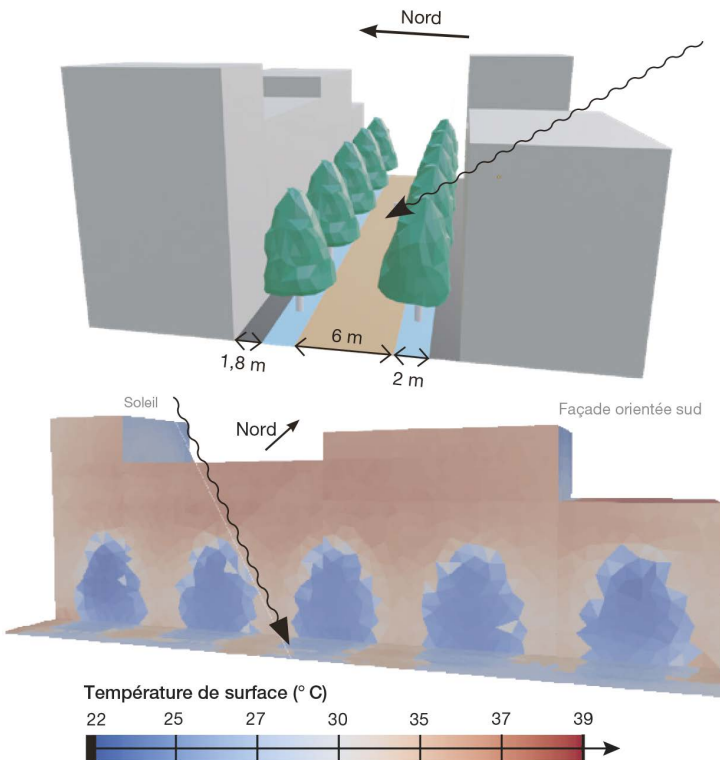 Nord
6 m
1,8 m
2 m
Soleil
Nord
Façade orientée sud
Température de surface (° C)
22 25 27 30 35 37 39